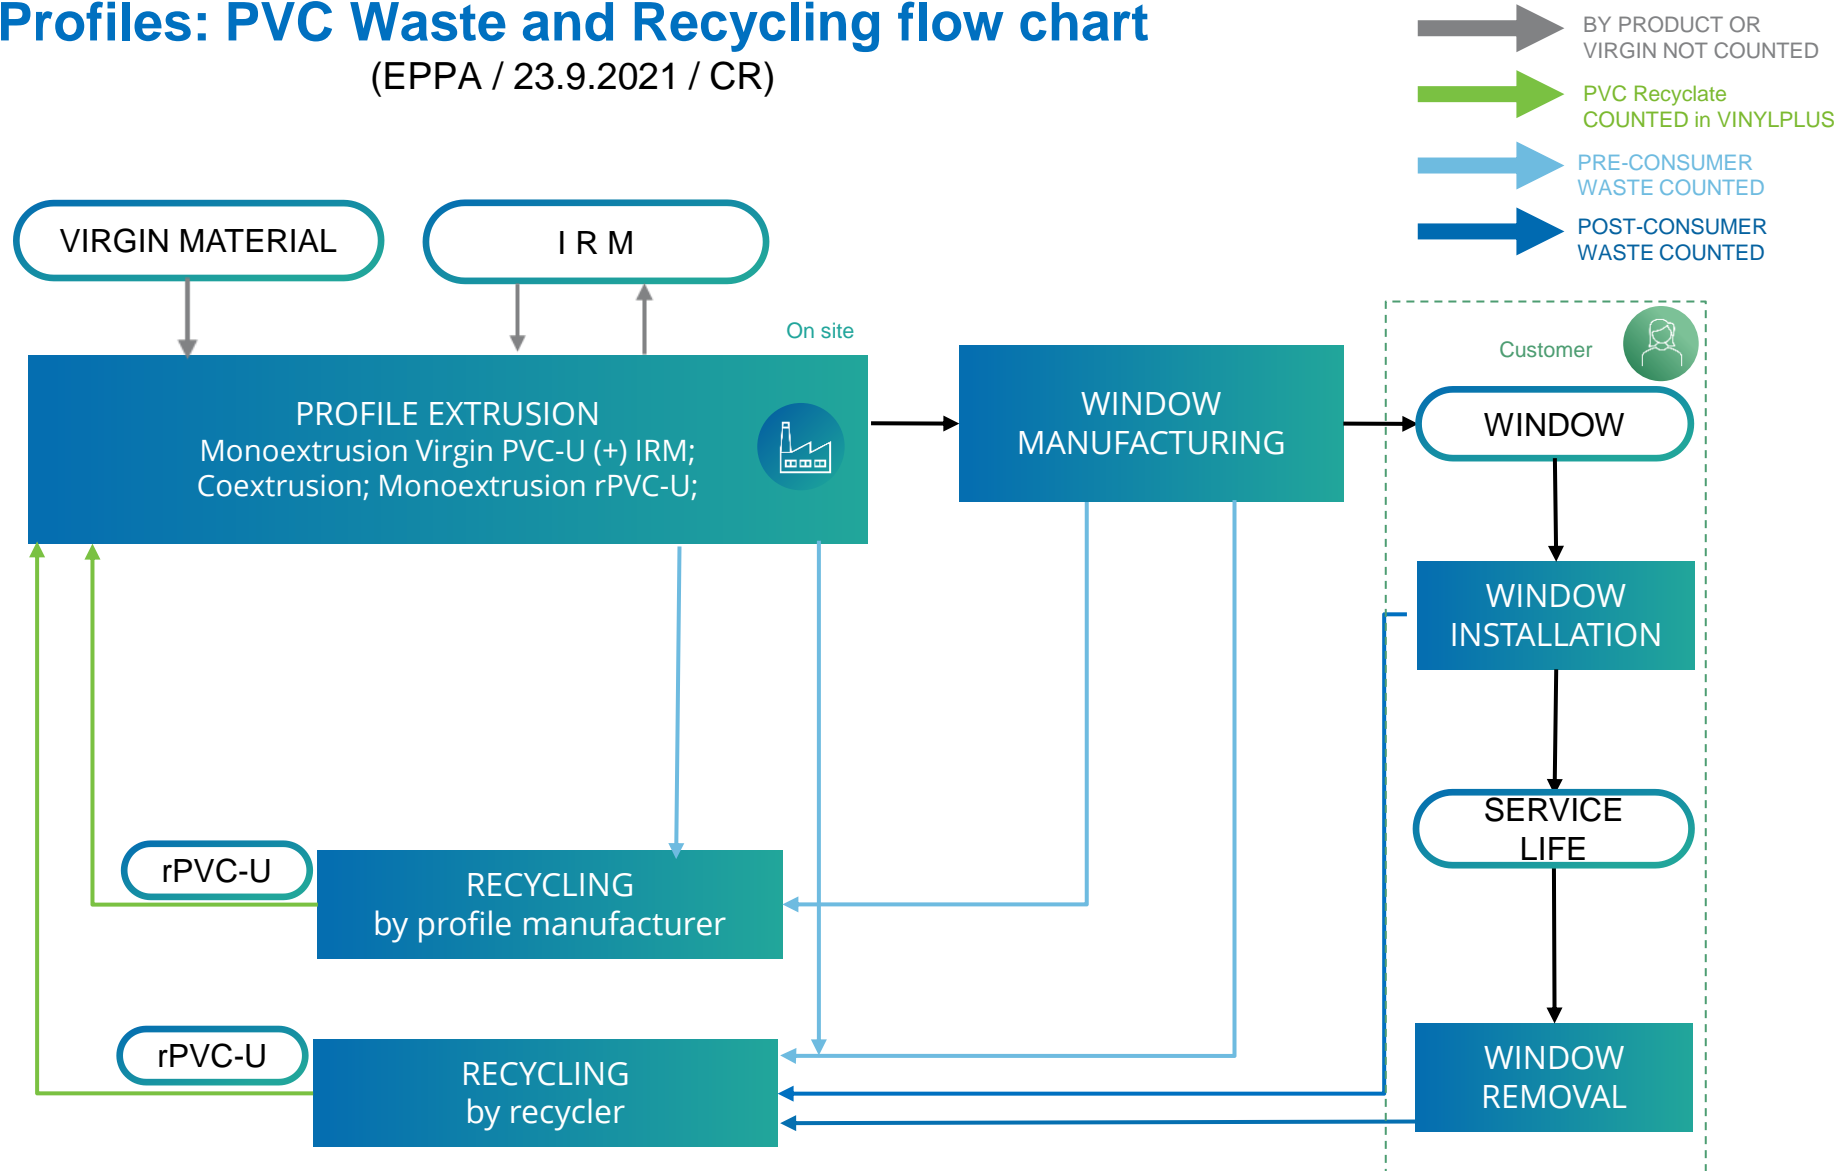 Profiles: PVC Waste and Recycling flow chart
(EPPA / 23.9.2021 / CR)
BY PRODUCT OR
VIRGIN NOT COUNTED
PVC Recyclate
COUNTED in VINYLPLUS
PRE-CONSUMER
WASTE COUNTED
POST-CONSUMER
WASTE COUNTED
VIRGIN MATERIAL
I R M
On site
PROFILE EXTRUSION
Monoextrusion Virgin PVC-U (+) IRM;
Coextrusion; Monoextrusion rPVC-U;
WINDOW
MANUFACTURING
Customer
WINDOW
WINDOW
INSTALLATION
SERVICE
LIFE
rPVC-U
RECYCLING
by profile manufacturer
rPVC-U
RECYCLING
by recycler
WINDOW
REMOVAL